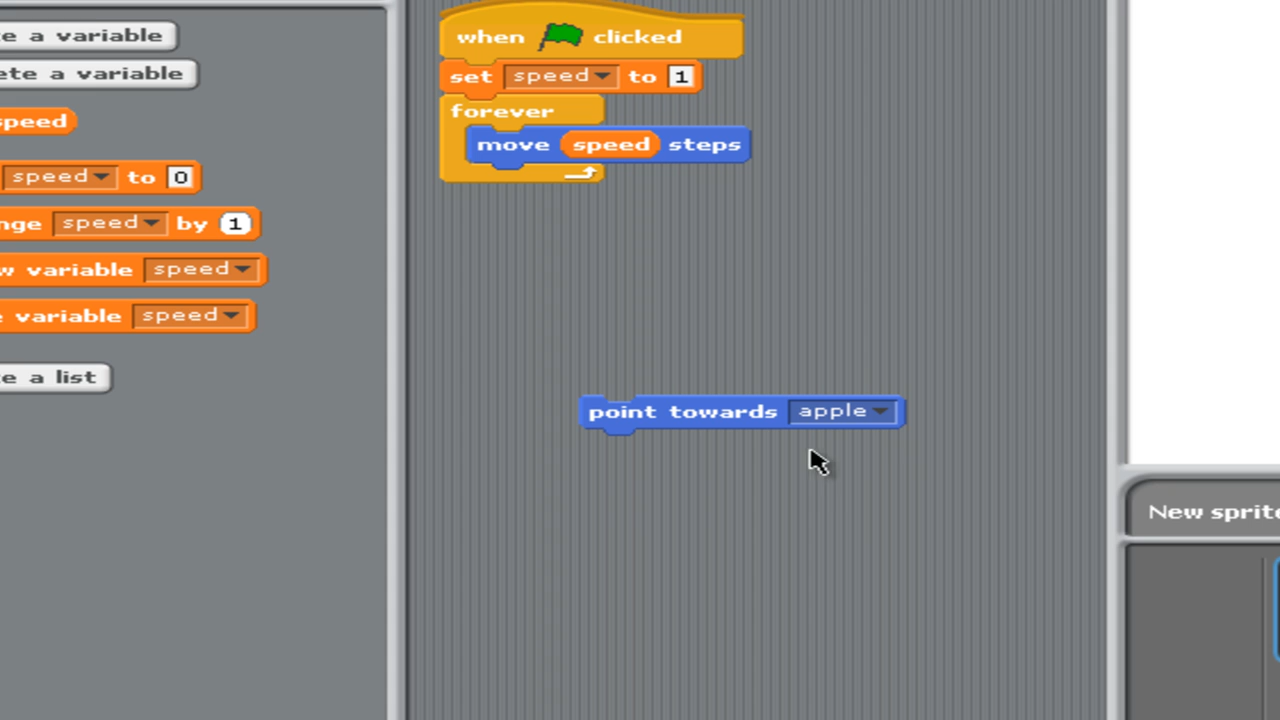 e a variable
ete a variable
speed
speed to 0
nge speed by 1
w variable speed
e variable speed
e a list
when clicked
set speed to 1
forever
move speed steps
point towards apple
New sprite